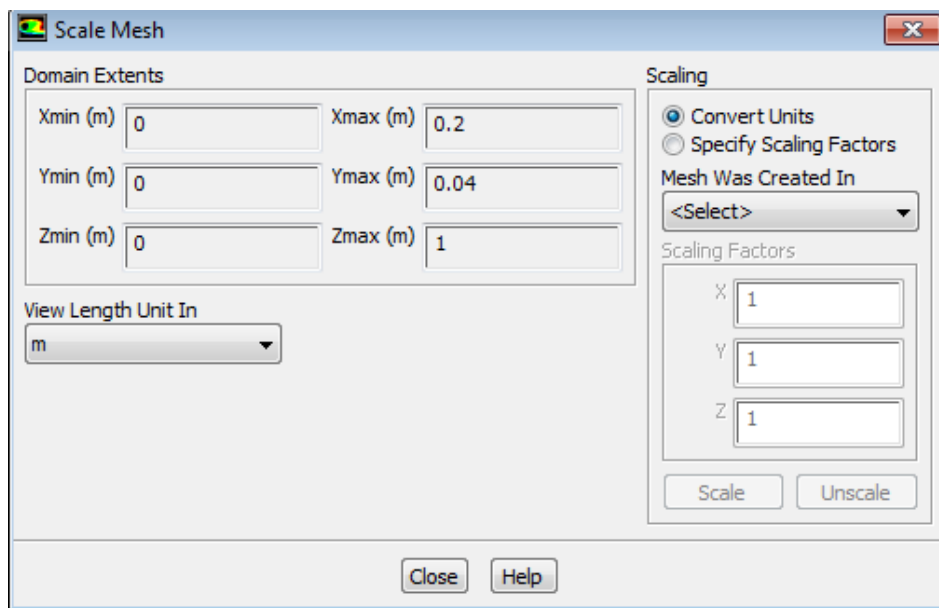 Scale Mesh
Domain Extents
Xmin (m) 0 Xmax (m) 0.2
Ymin (m) 0 Ymax (m) 0.04
Zmin (m) 0 Zmax (m) 1
View Length Unit In
m
Scaling
Convert Units
Specify Scaling Factors
Mesh Was Created In
<Select>
Scaling Factors
X 1
Y 1
Z 1
Scale Unscale
Close Help